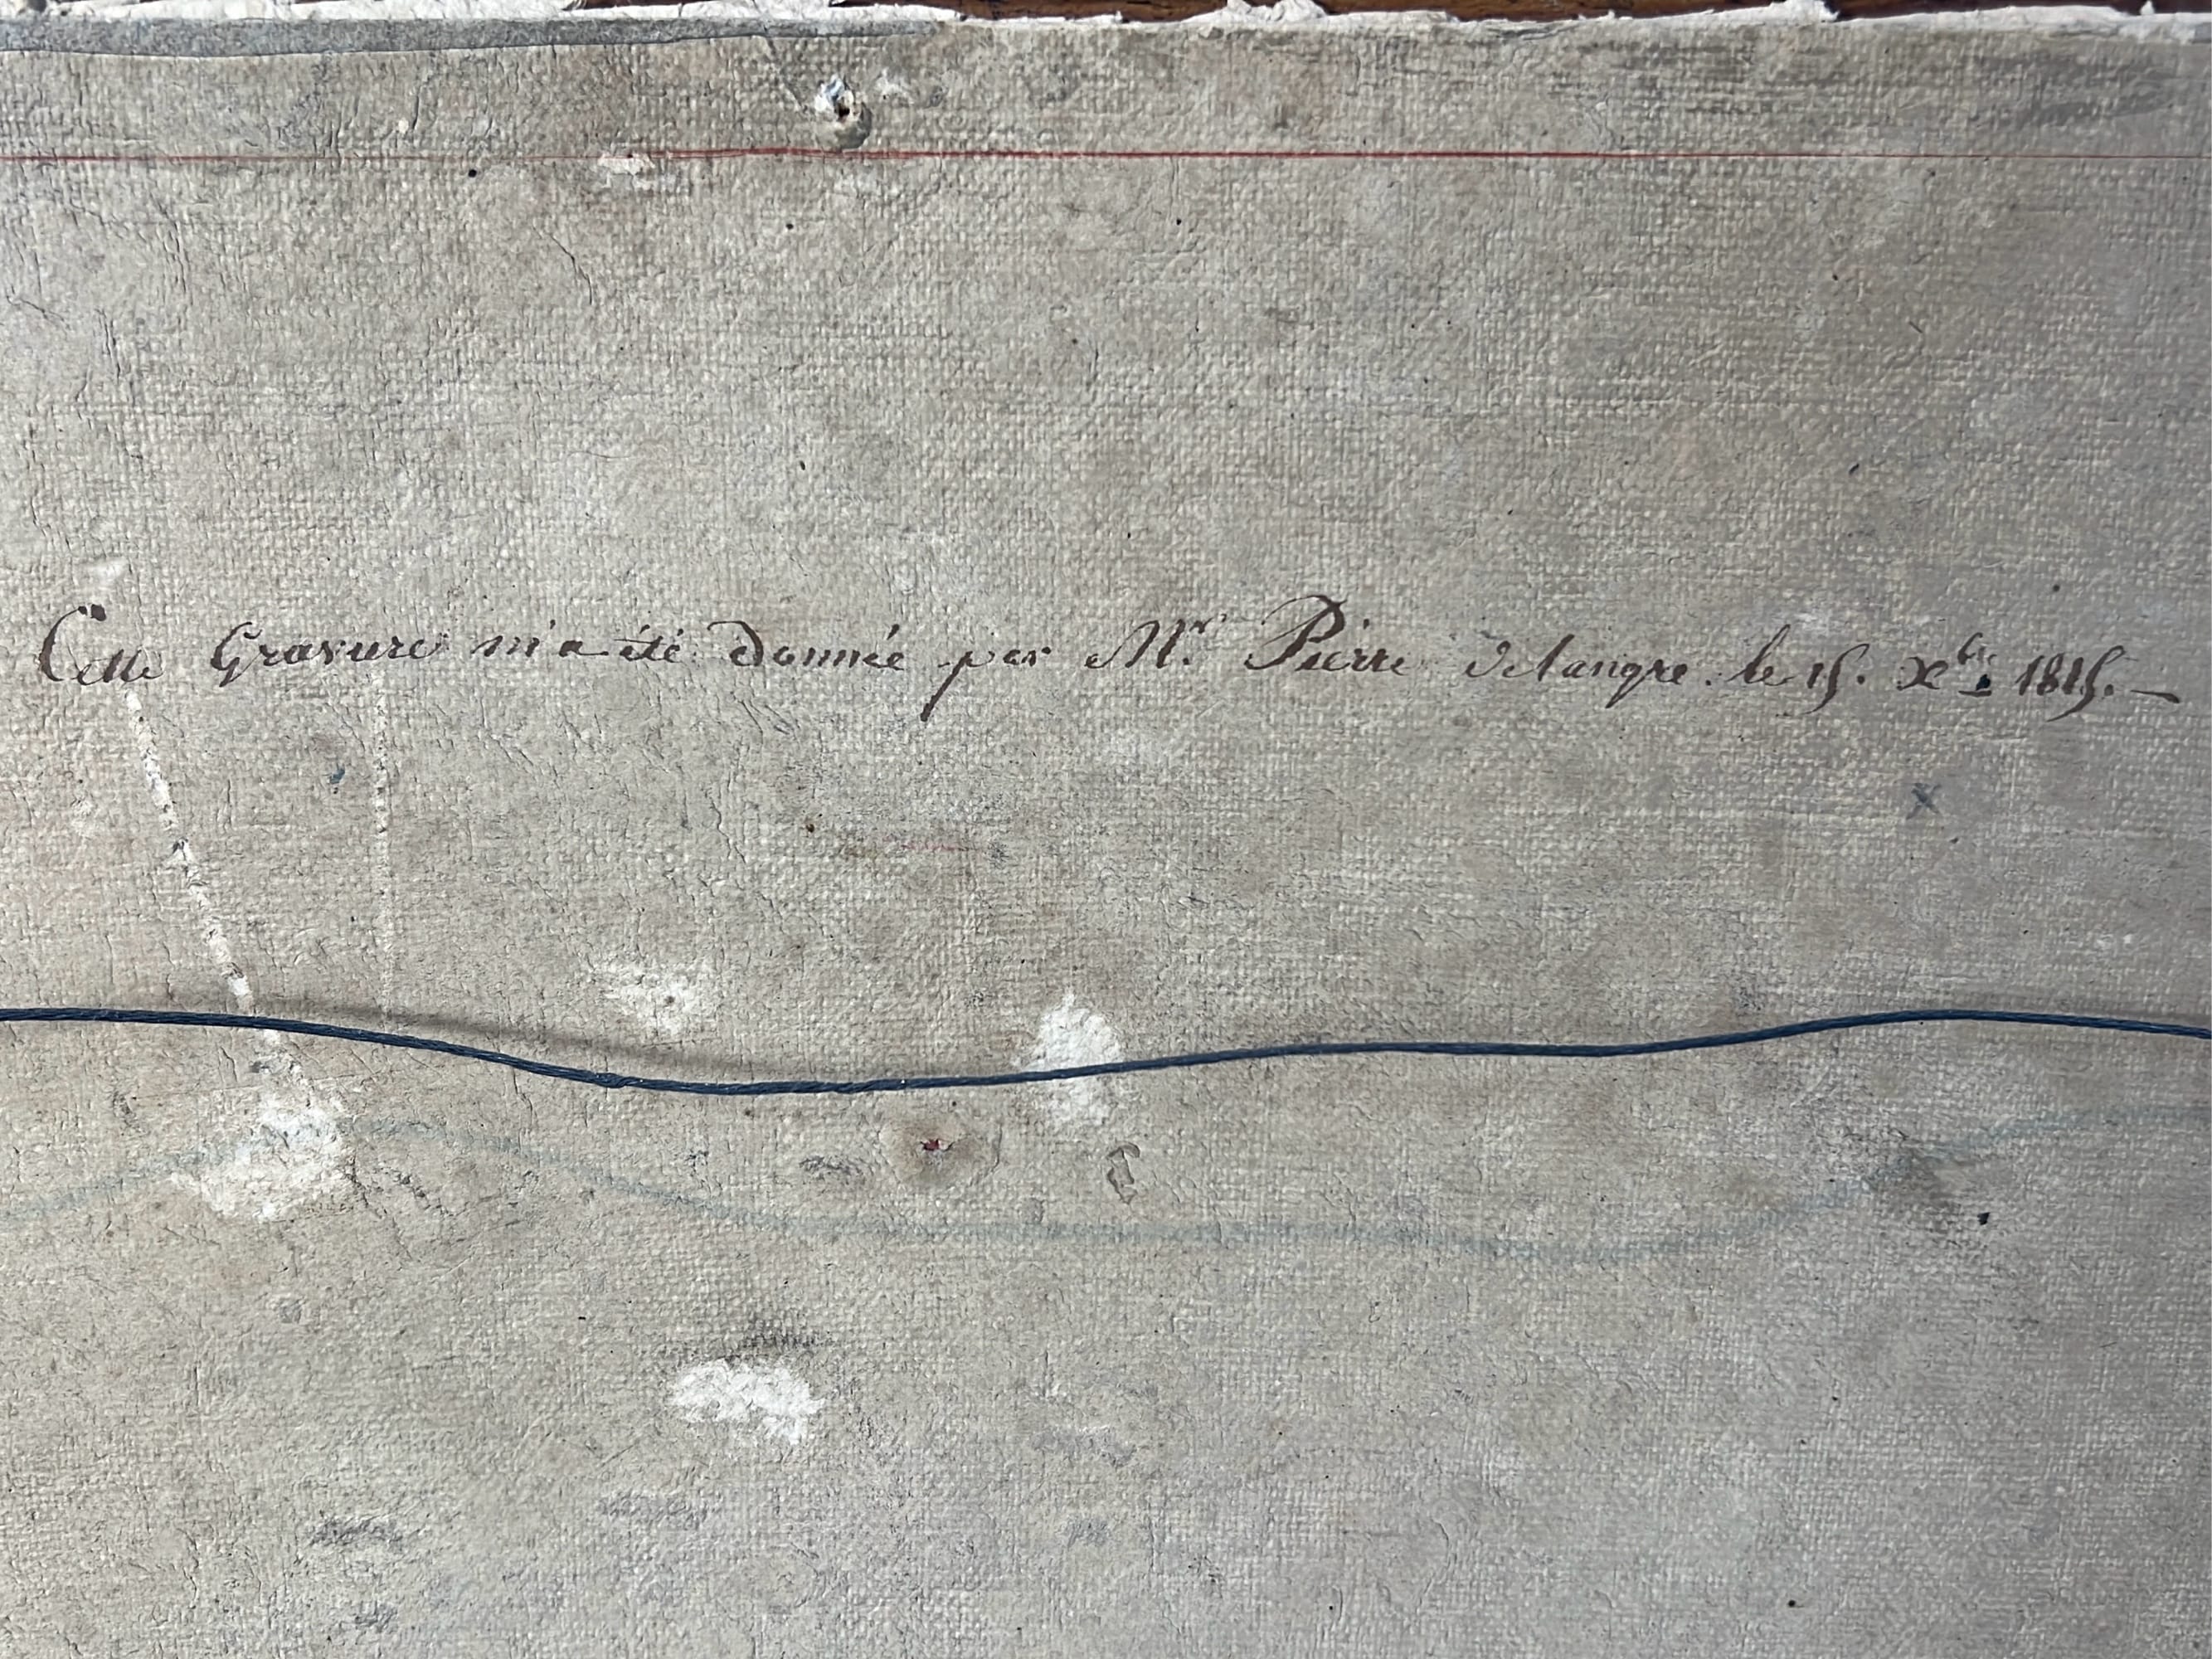 Cette Gravure m'a été donnée par Mr. Pierre delangre. le 15. Xbre 1815. —
x